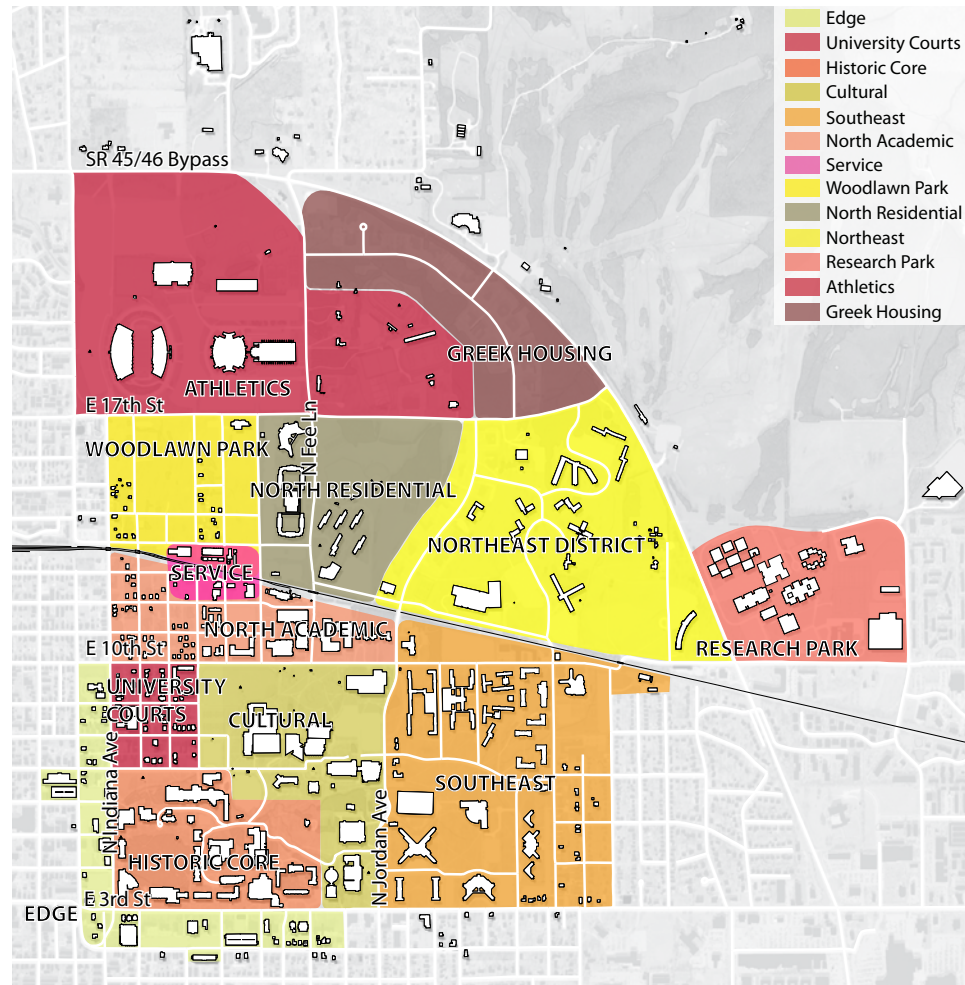 Edge
University Courts
Historic Core
Cultural
Southeast
North Academic
Service
Woodlawn Park
North Residential
Northeast
Research Park
Athletics
Greek Housing
SR 45/46 Bypass
GREEK HOUSING
ATHLETICS
E 17th St
N Fee Ln
WOODLAWN PARK
NORTH RESIDENTIAL
NORTHEAST DISTRICT
SERVICE
NORTH ACADEMIC
E 10th St
RESEARCH PARK
UNIVERSITY
COURTS
CULTURAL
N Indiana Ave
SOUTHEAST
N Jordan Ave
HISTORIC CORE
E 3rd St
EDGE